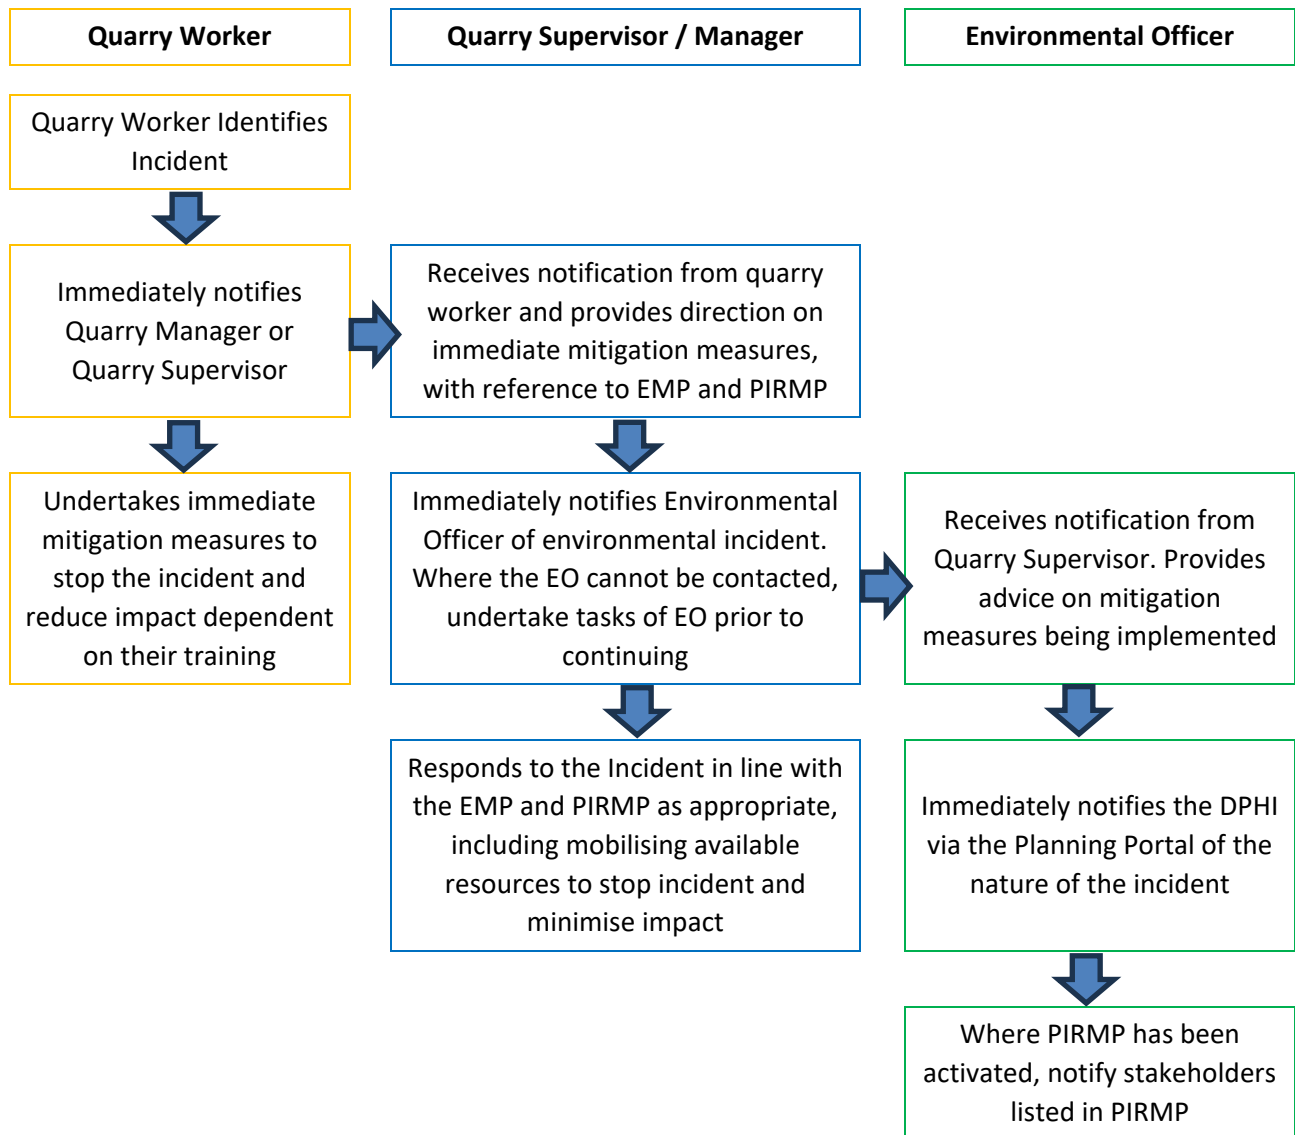 Quarry Worker
Quarry Supervisor / Manager
Environmental Officer
Quarry Worker Identifies
Incident
Immediately notifies
Quarry Manager or
Quarry Supervisor
Receives notification from quarry
worker and provides direction on
immediate mitigation measures,
with reference to EMP and PIRMP
Undertakes immediate
mitigation measures to
stop the incident and
reduce impact dependent
on their training
Immediately notifies Environmental
Officer of environmental incident.
Where the EO cannot be contacted,
undertake tasks of EO prior to
continuing
Receives notification from
Quarry Supervisor. Provides
advice on mitigation
measures being implemented
Responds to the Incident in line with
the EMP and PIRMP as appropriate,
including mobilising available
resources to stop incident and
minimise impact
Immediately notifies the DPHI
via the Planning Portal of the
nature of the incident
Where PIRMP has been
activated, notify stakeholders
listed in PIRMP